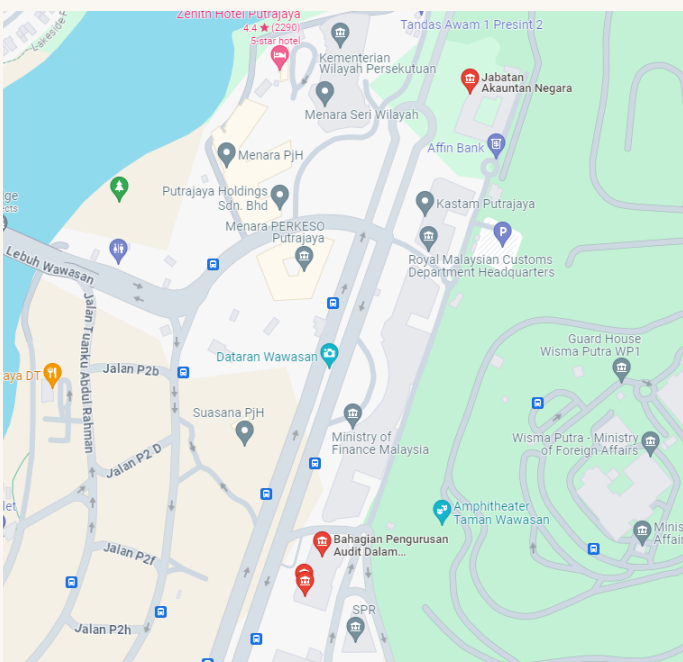 Zenith Hotel Putrajaya
4.4 ★ (2290)
5-star hotel
Tandas Awam 1 Presint 2
Kementerian
Wilayah Persekutuan
Jabatan
Akauntan Negara
Menara Seri Wilayah
Affin Bank
Menara PjH
Putrajaya Holdings
Sdn. Bhd
Kastam Putrajaya
P
Menara PERKESO
Putrajaya
Lebuh Wawasan
Royal Malaysian Customs
Department Headquarters
Jalan Tuanku Abdul Rahman
Guard House
Wisma Putra WP1
Dataran Wawasan
Jalan P2b
aya DT
Suasana PjH
Ministry of
Finance Malaysia
Wisma Putra - Ministry
of Foreign Affairs
Jalan P2 D
Amphitheater
Taman Wawasan
Bahagian Pengurusan
Audit Dalam...
Jalan P2f
SPR
Jalan P2h